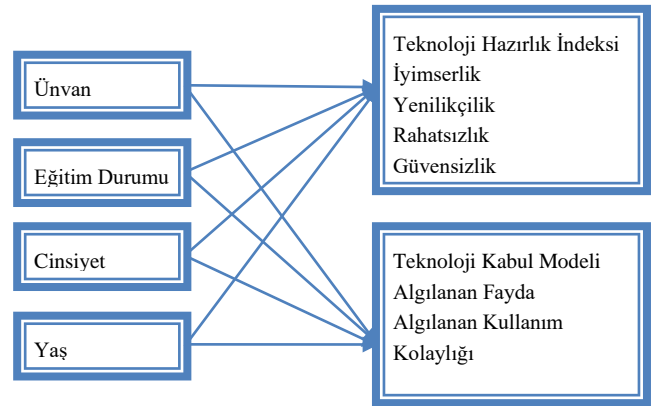 Ünvan
Eğitim Durumu
Cinsiyet
Yaş
Teknoloji Hazırlık İndeksi
İyimserlik
Yenilikçilik
Rahatsızlık
Güvensizlik
Teknoloji Kabul Modeli
Algılanan Fayda
Algılanan Kullanım
Kolaylığı